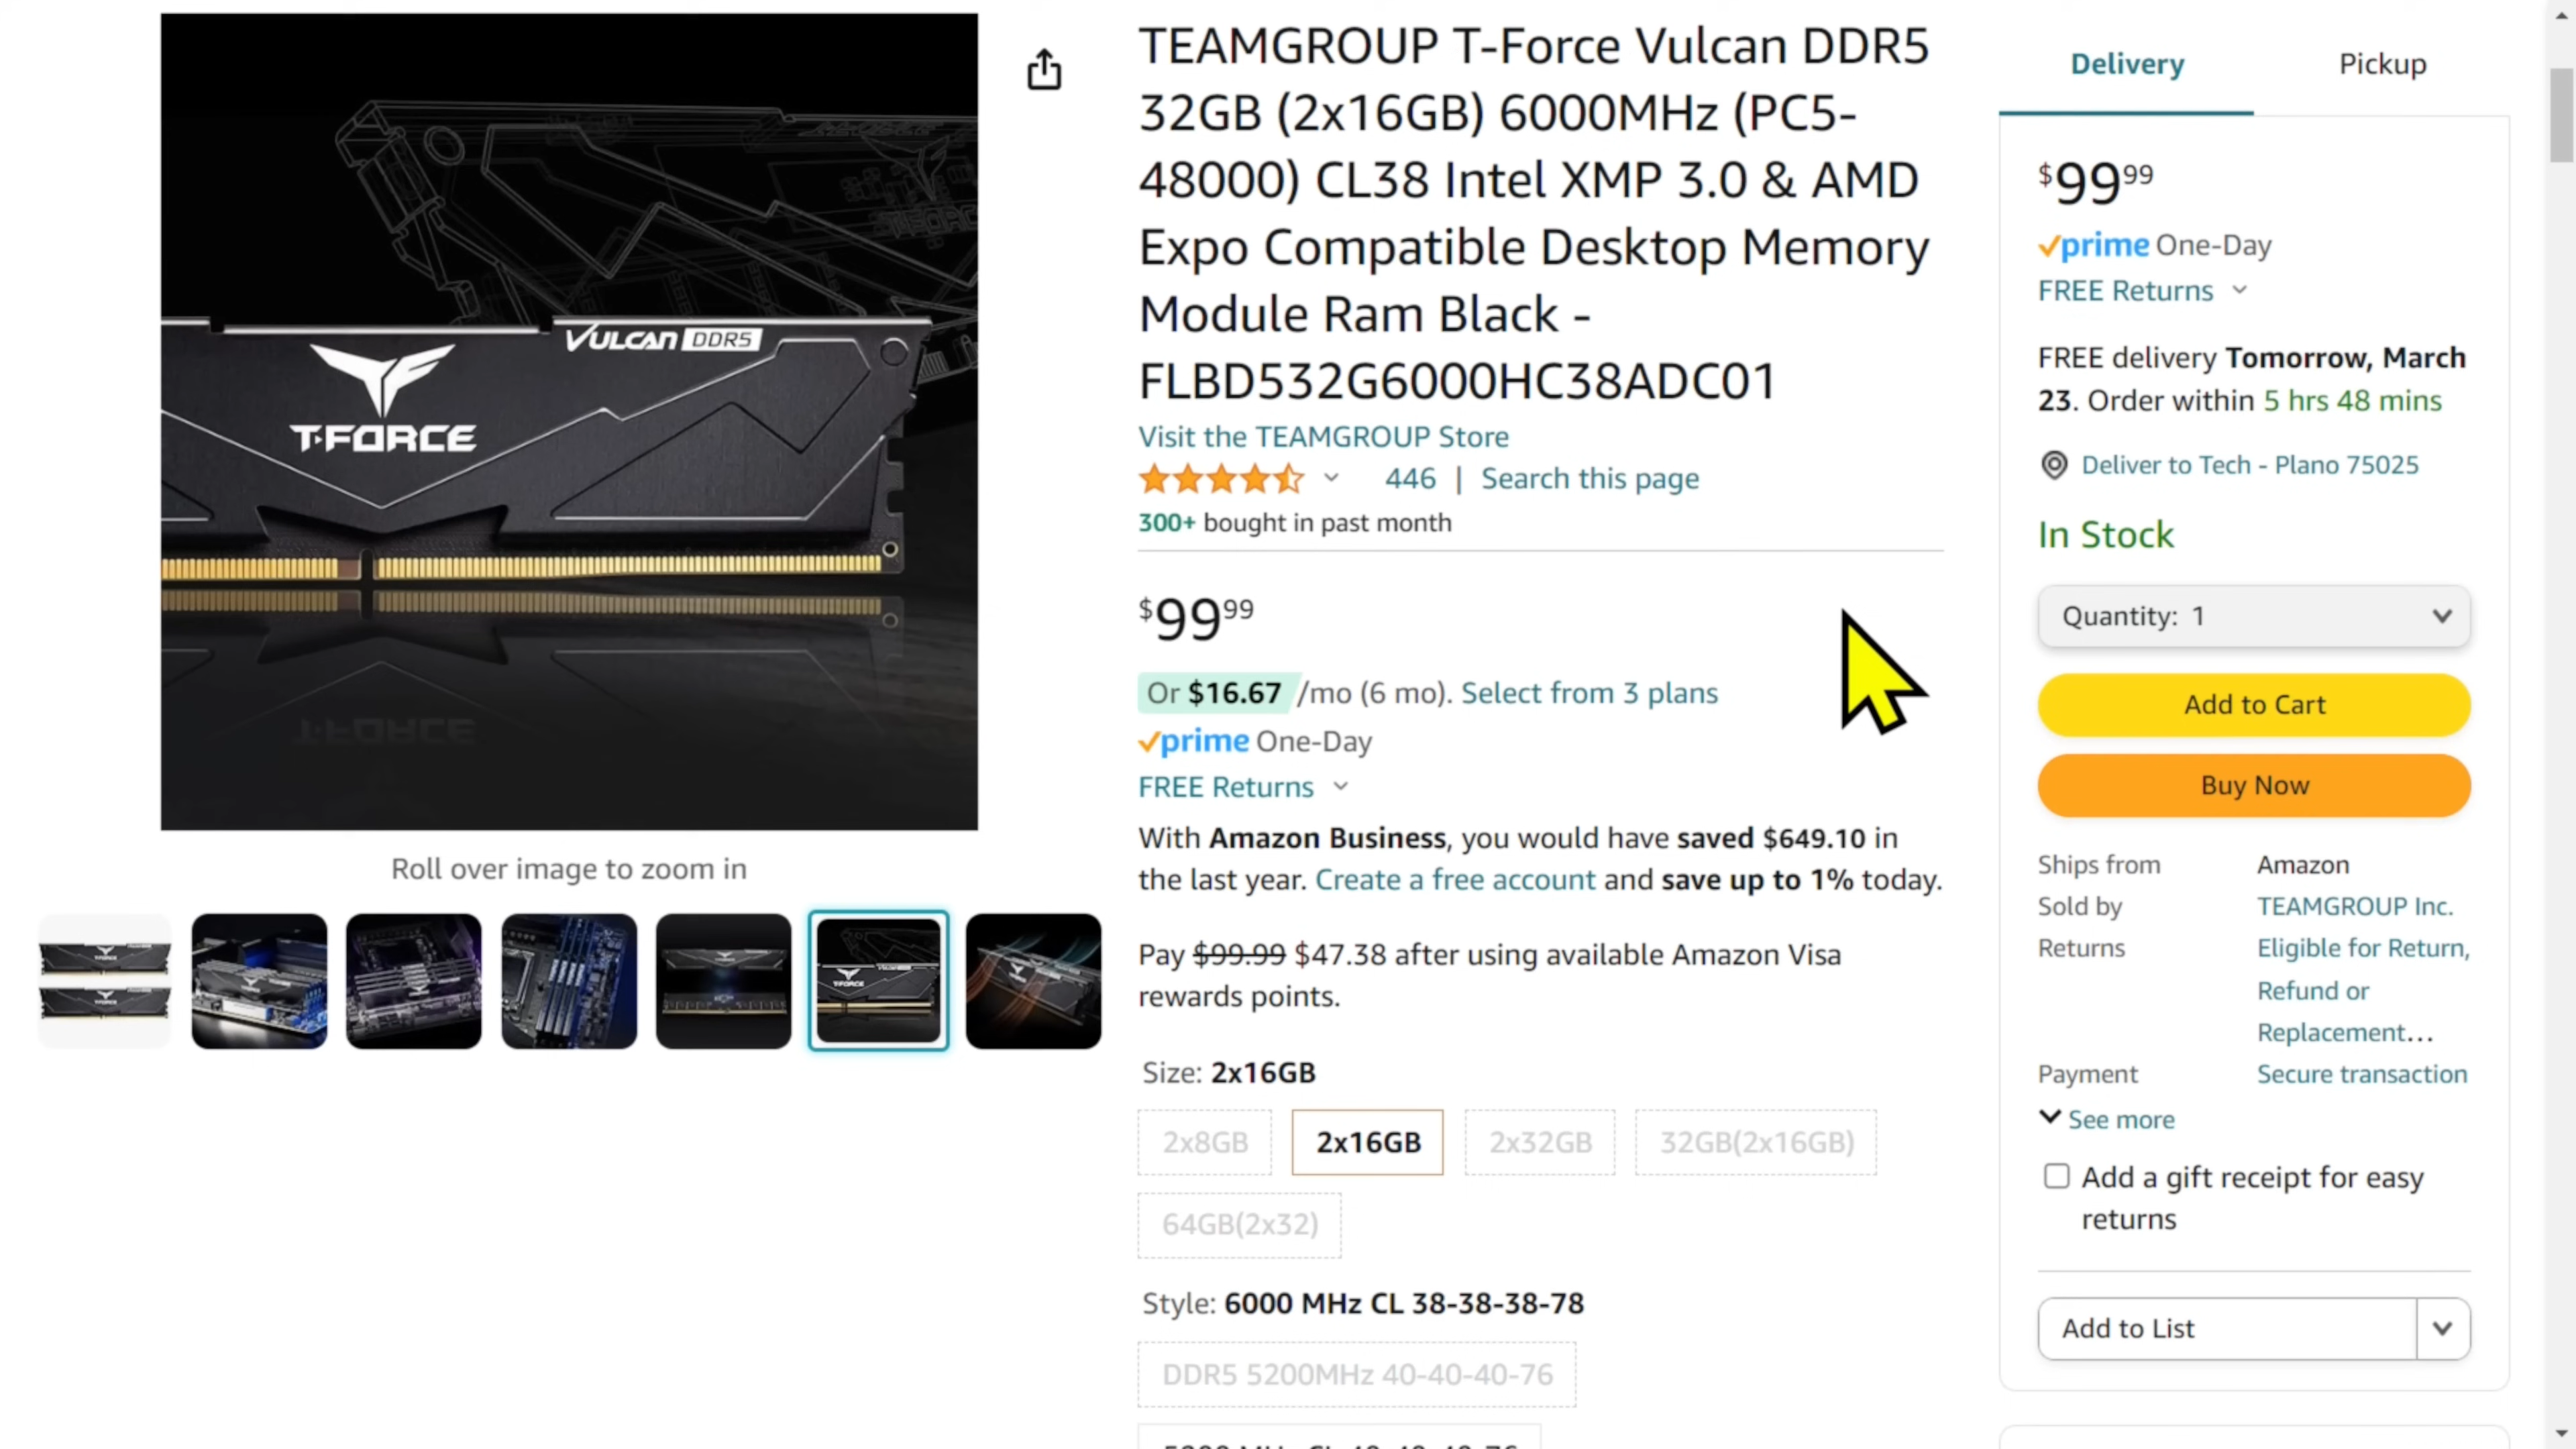 VULCAN DDR5
T-FORCE
Roll over image to zoom in
TEAMGROUP T-Force Vulcan DDR5
32GB (2x16GB) 6000MHz (PC5-
48000) CL38 Intel XMP 3.0 & AMD
Expo Compatible Desktop Memory
Module Ram Black -
FLBD532G6000HC38ADC01
Visit the TEAMGROUP Store
446 | Search this page
300+ bought in past month
$99.99
Or $16.67 /mo (6 mo). Select from 3 plans
prime One-Day
FREE Returns
With Amazon Business, you would have saved $649.10 in
the last year. Create a free account and save up to 1% today.
Pay $99.99 $47.38 after using available Amazon Visa
rewards points.
Size: 2x16GB
2x8GB 2x16GB 2x32GB 32GB(2x16GB)
64GB(2x32)
Style: 6000 MHz CL 38-38-38-78
DDR5 5200MHz 40-40-40-76
Delivery Pickup
$99.99
prime One-Day
FREE Returns
FREE delivery Tomorrow, March
23. Order within 5 hrs 48 mins
Deliver to Tech - Plano 75025
In Stock
Quantity: 1
Add to Cart
Buy Now
Ships from Amazon
Sold by TEAMGROUP Inc.
Returns Eligible for Return,
Refund or
Replacement…
Payment Secure transaction
See more
Add a gift receipt for easy
returns
Add to List